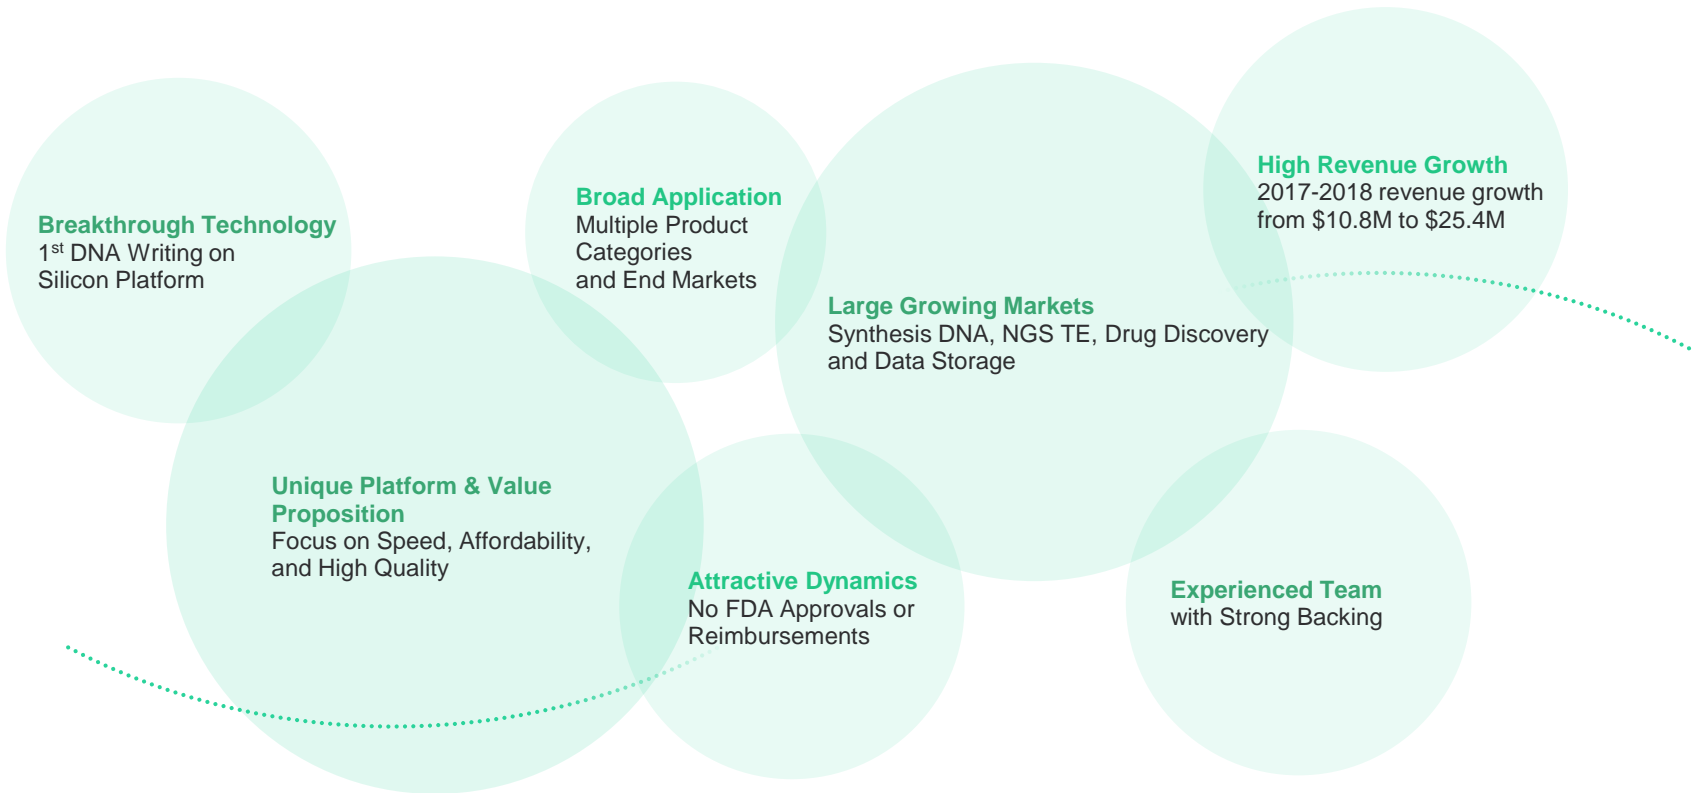 Breakthrough Technology
1st DNA Writing on
Silicon Platform
Broad Application
Multiple Product
Categories
and End Markets
Large Growing Markets
Synthesis DNA, NGS TE, Drug Discovery
and Data Storage
High Revenue Growth
2017-2018 revenue growth
from $10.8M to $25.4M
Unique Platform & Value
Proposition
Focus on Speed, Affordability,
and High Quality
Attractive Dynamics
No FDA Approvals or
Reimbursements
Experienced Team
with Strong Backing